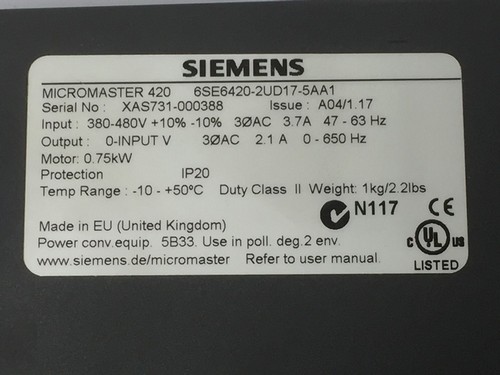 SIEMENS
MICROMASTER 420 6SE6420-2UD17-5AA1
Serial No : XAS731-000388 Issue : A04/1.17
Input : 380-480V +10% -10% 3ØAC 3.7A 47 - 63 Hz
Output : 0-INPUT V 3ØAC 2.1 A 0 - 650 Hz
Motor: 0.75kW
Protection IP20
Temp Range : -10 - +50ºC Duty Class II Weight: 1kg/2.2lbs
N117 CE
Made in EU (United Kingdom)
Power conv.equip. 5B33. Use in poll. deg.2 env.
C UL US
www.siemens.de/micromaster Refer to user manual.
LISTED